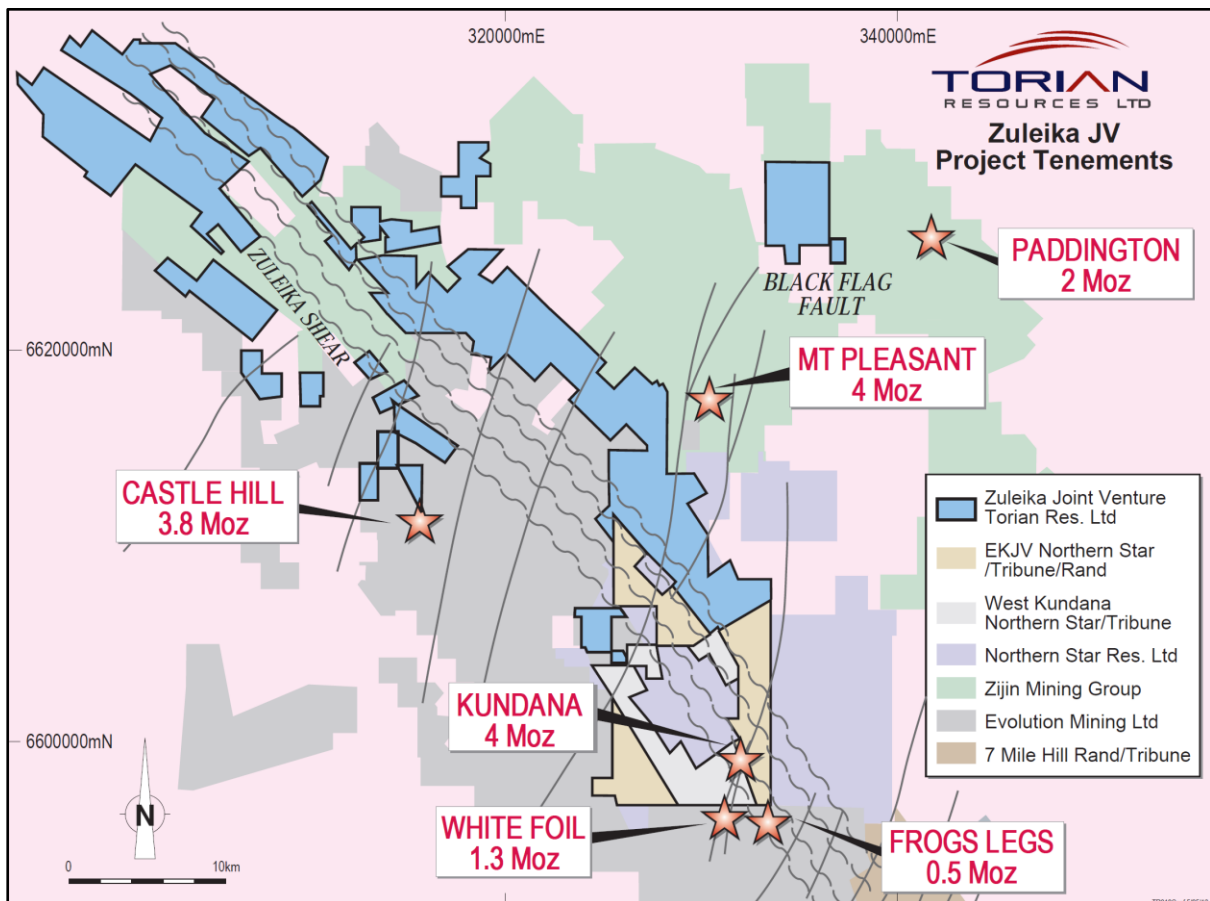 320000mE
340000mE
TORIAN
RESOURCES LTD
Zuleika JV
Project Tenements
PADDINGTON
2 Moz
BLACK FLAG
FAULT
ZULEIKA SHEAR
6620000mN
MT PLEASANT
4 Moz
CASTLE HILL
3.8 Moz
Zuleika Joint Venture
Torian Res. Ltd
EKJV Northern Star
/Tribune/Rand
West Kundana
Northern Star/Tribune
Northern Star Res. Ltd
Zijin Mining Group
Evolution Mining Ltd
7 Mile Hill Rand/Tribune
KUNDANA
4 Moz
6600000mN
WHITE FOIL
1.3 Moz
FROGS LEGS
0.5 Moz
N
0
10km